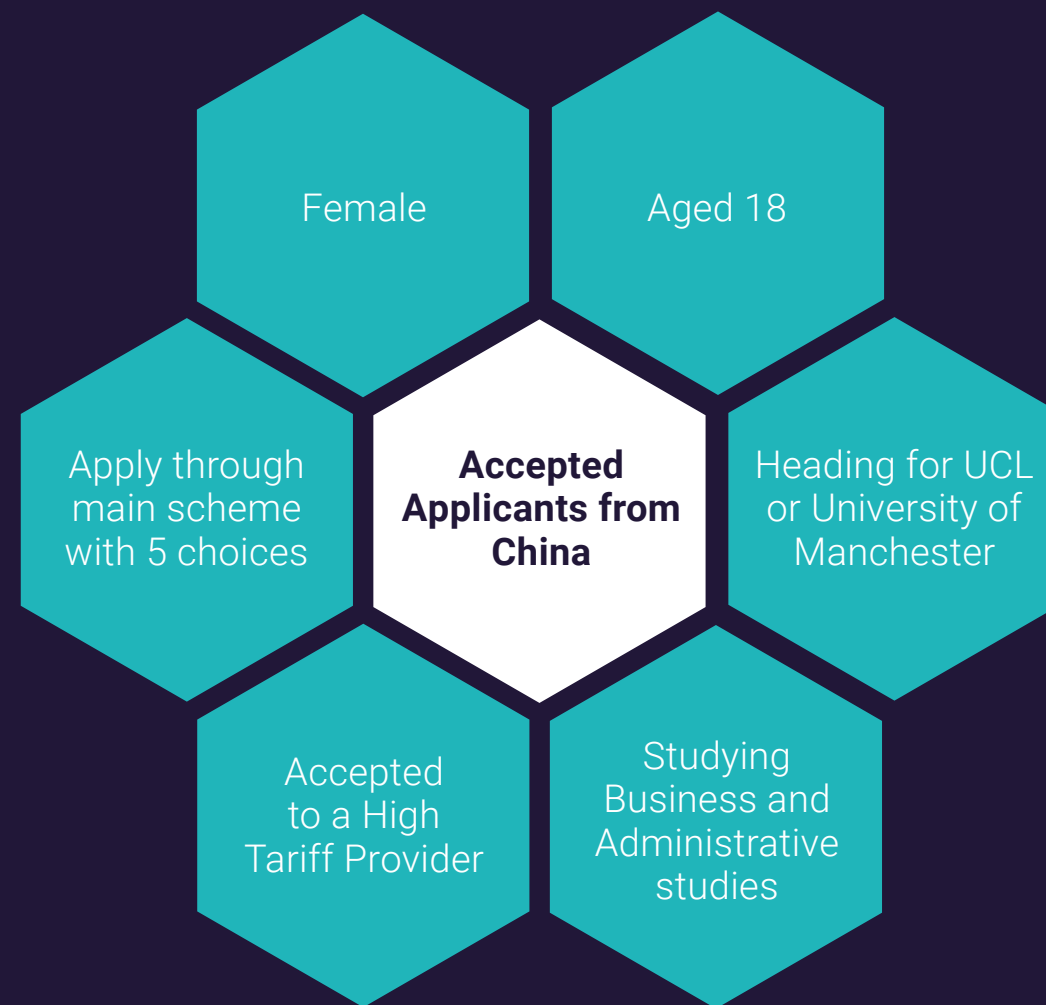 Female
Aged 18
Apply through
main scheme
with 5 choices
Accepted
Applicants from
China
Heading for UCL
or University of
Manchester
Accepted
to a High
Tariff Provider
Studying
Business and
Administrative
studies